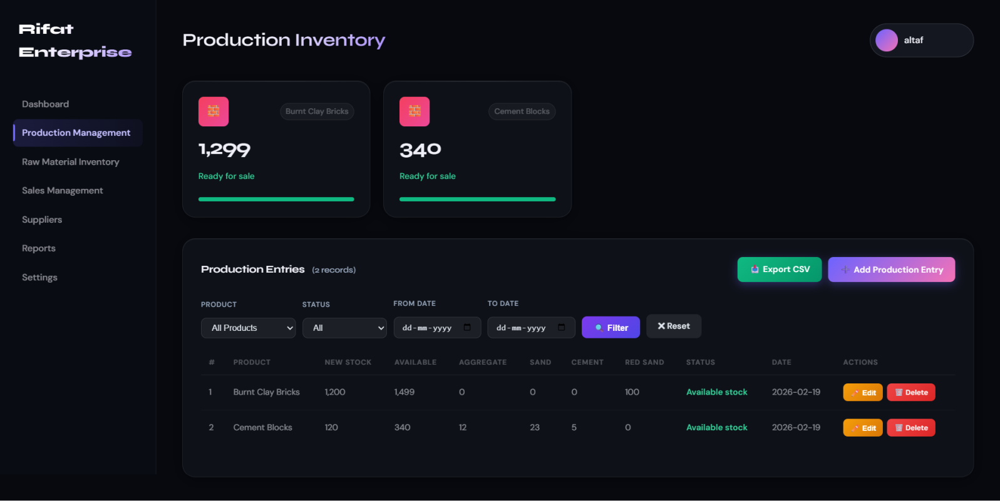 Rifat
Enterprise
Dashboard
Production Management
Raw Material Inventory
Sales Management
Suppliers
Reports
Settings
Production Inventory
altaf
Burnt Clay Bricks
1,299
Ready for sale
Cement Blocks
340
Ready for sale
Production Entries (2 records)
Export CSV
Add Production Entry
PRODUCT STATUS FROM DATE TO DATE
All Products All dd-mm-yyyy dd-mm-yyyy Filter Reset
# PRODUCT NEW STOCK AVAILABLE AGGREGATE SAND CEMENT RED SAND STATUS DATE ACTIONS
1 Burnt Clay Bricks 1,200 1,499 0 0 0 100 Available stock 2026-02-19 Edit Delete
2 Cement Blocks 120 340 12 23 5 0 Available stock 2026-02-19 Edit Delete